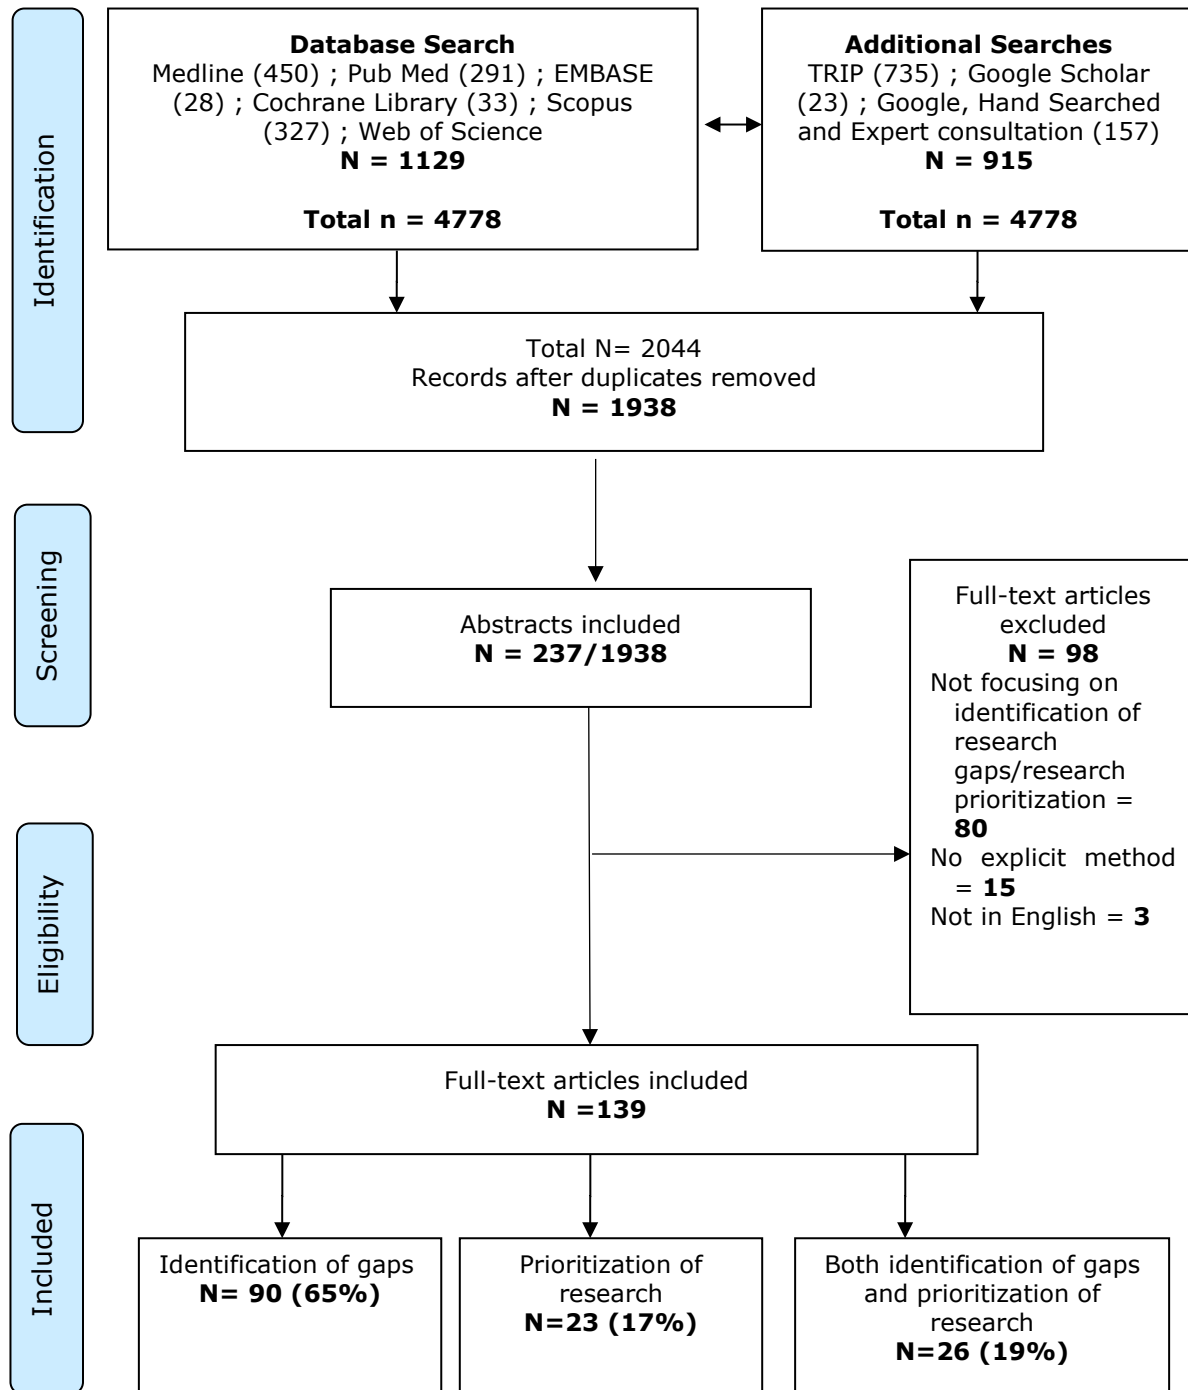 Identification
Database Search
Medline (450) ; Pub Med (291) ; EMBASE
(28) ; Cochrane Library (33) ; Scopus
(327) ; Web of Science
N = 1129
Total n = 4778
Additional Searches
TRIP (735) ; Google Scholar
(23) ; Google, Hand Searched
and Expert consultation (157)
N = 915
Total n = 4778
Total N= 2044
Records after duplicates removed
N = 1938
Screening
Abstracts included
N = 237/1938
Full-text articles
excluded
N = 98
Not focusing on
identification of
research
gaps/research
prioritization =
80
No explicit method
= 15
Not in English = 3
Eligibility
Full-text articles included
N =139
Included
Identification of gaps
N= 90 (65%)
Prioritization of
research
N=23 (17%)
Both identification of gaps
and prioritization of
research
N=26 (19%)